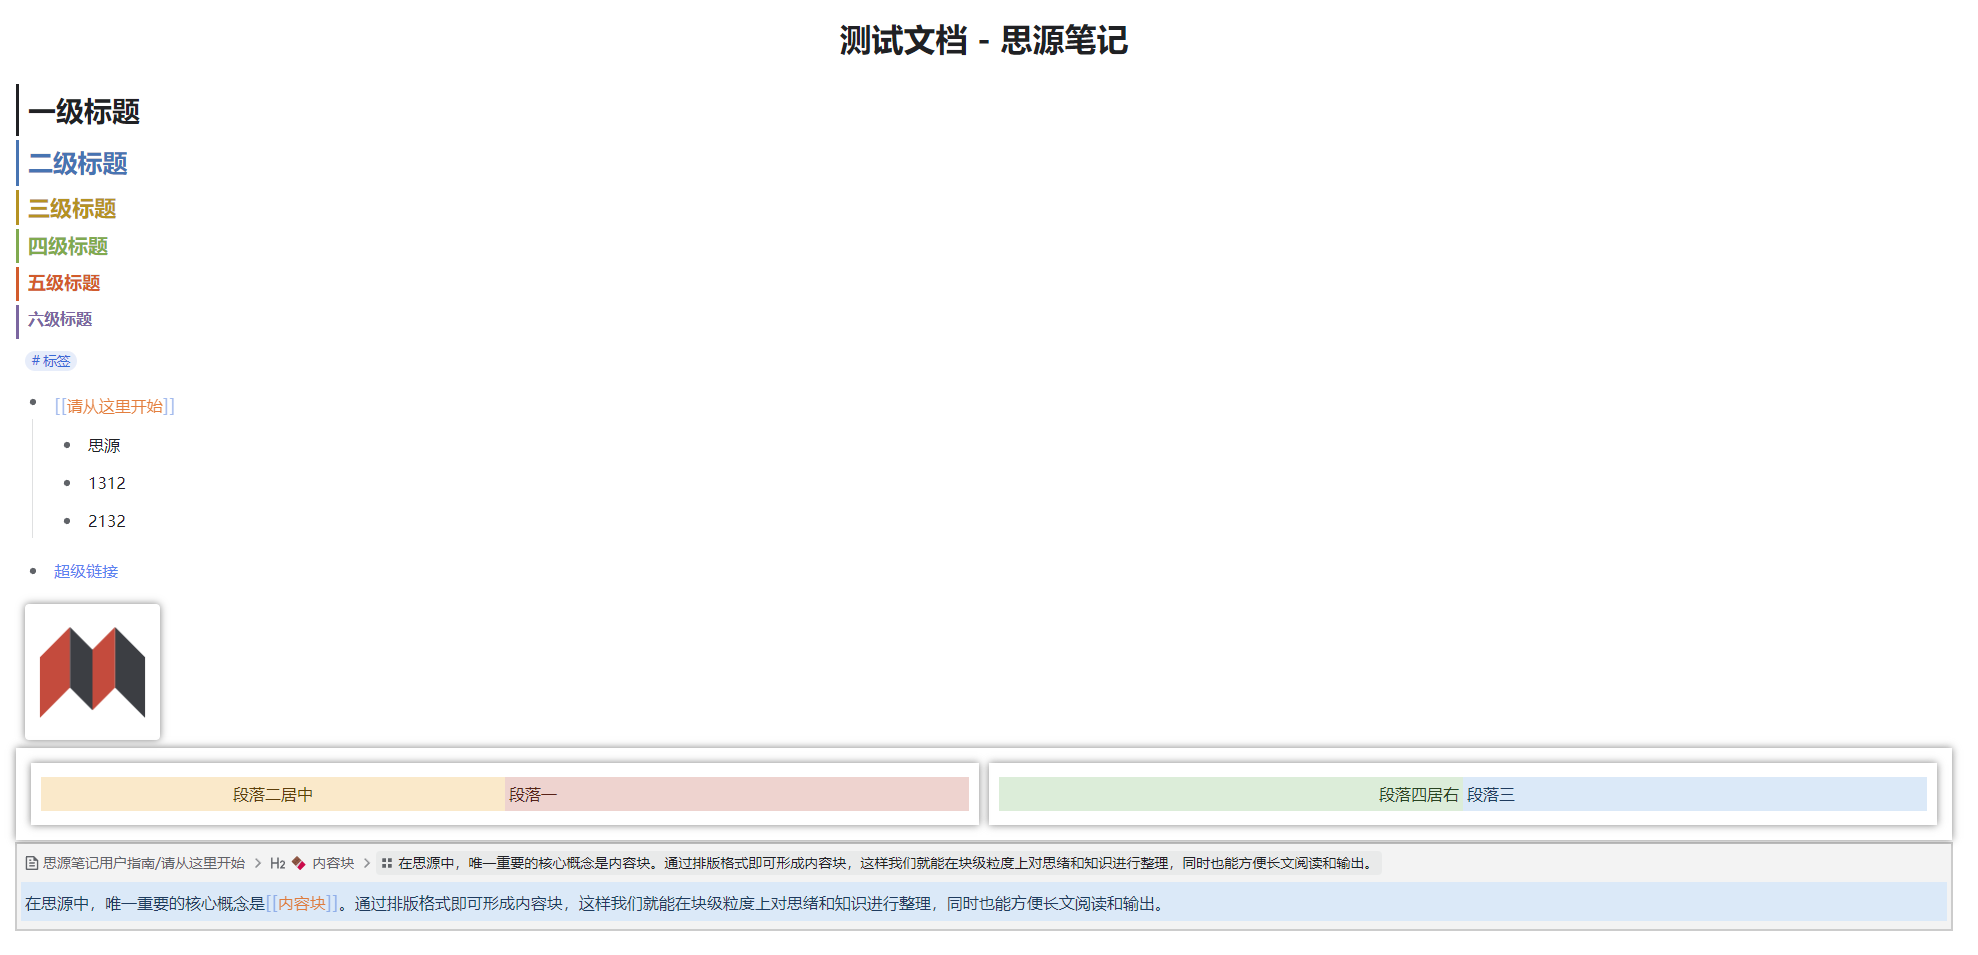 测试文档 - 思源笔记
一级标题
二级标题
三级标题
四级标题
五级标题
六级标题
# 标签
[[请从这里开始]]
思源
1312
2132
超级链接
段落二居中 段落一 段落四居右 段落三
思源笔记用户指南/请从这里开始 > H2 内容块 > 在思源中，唯一重要的核心概念是内容块。通过排版格式即可形成内容块，这样我们就能在块级粒度上对思绪和知识进行整理，同时也能方便长文阅读和输出。
在思源中，唯一重要的核心概念是[[内容块]]。通过排版格式即可形成内容块，这样我们就能在块级粒度上对思绪和知识进行整理，同时也能方便长文阅读和输出。